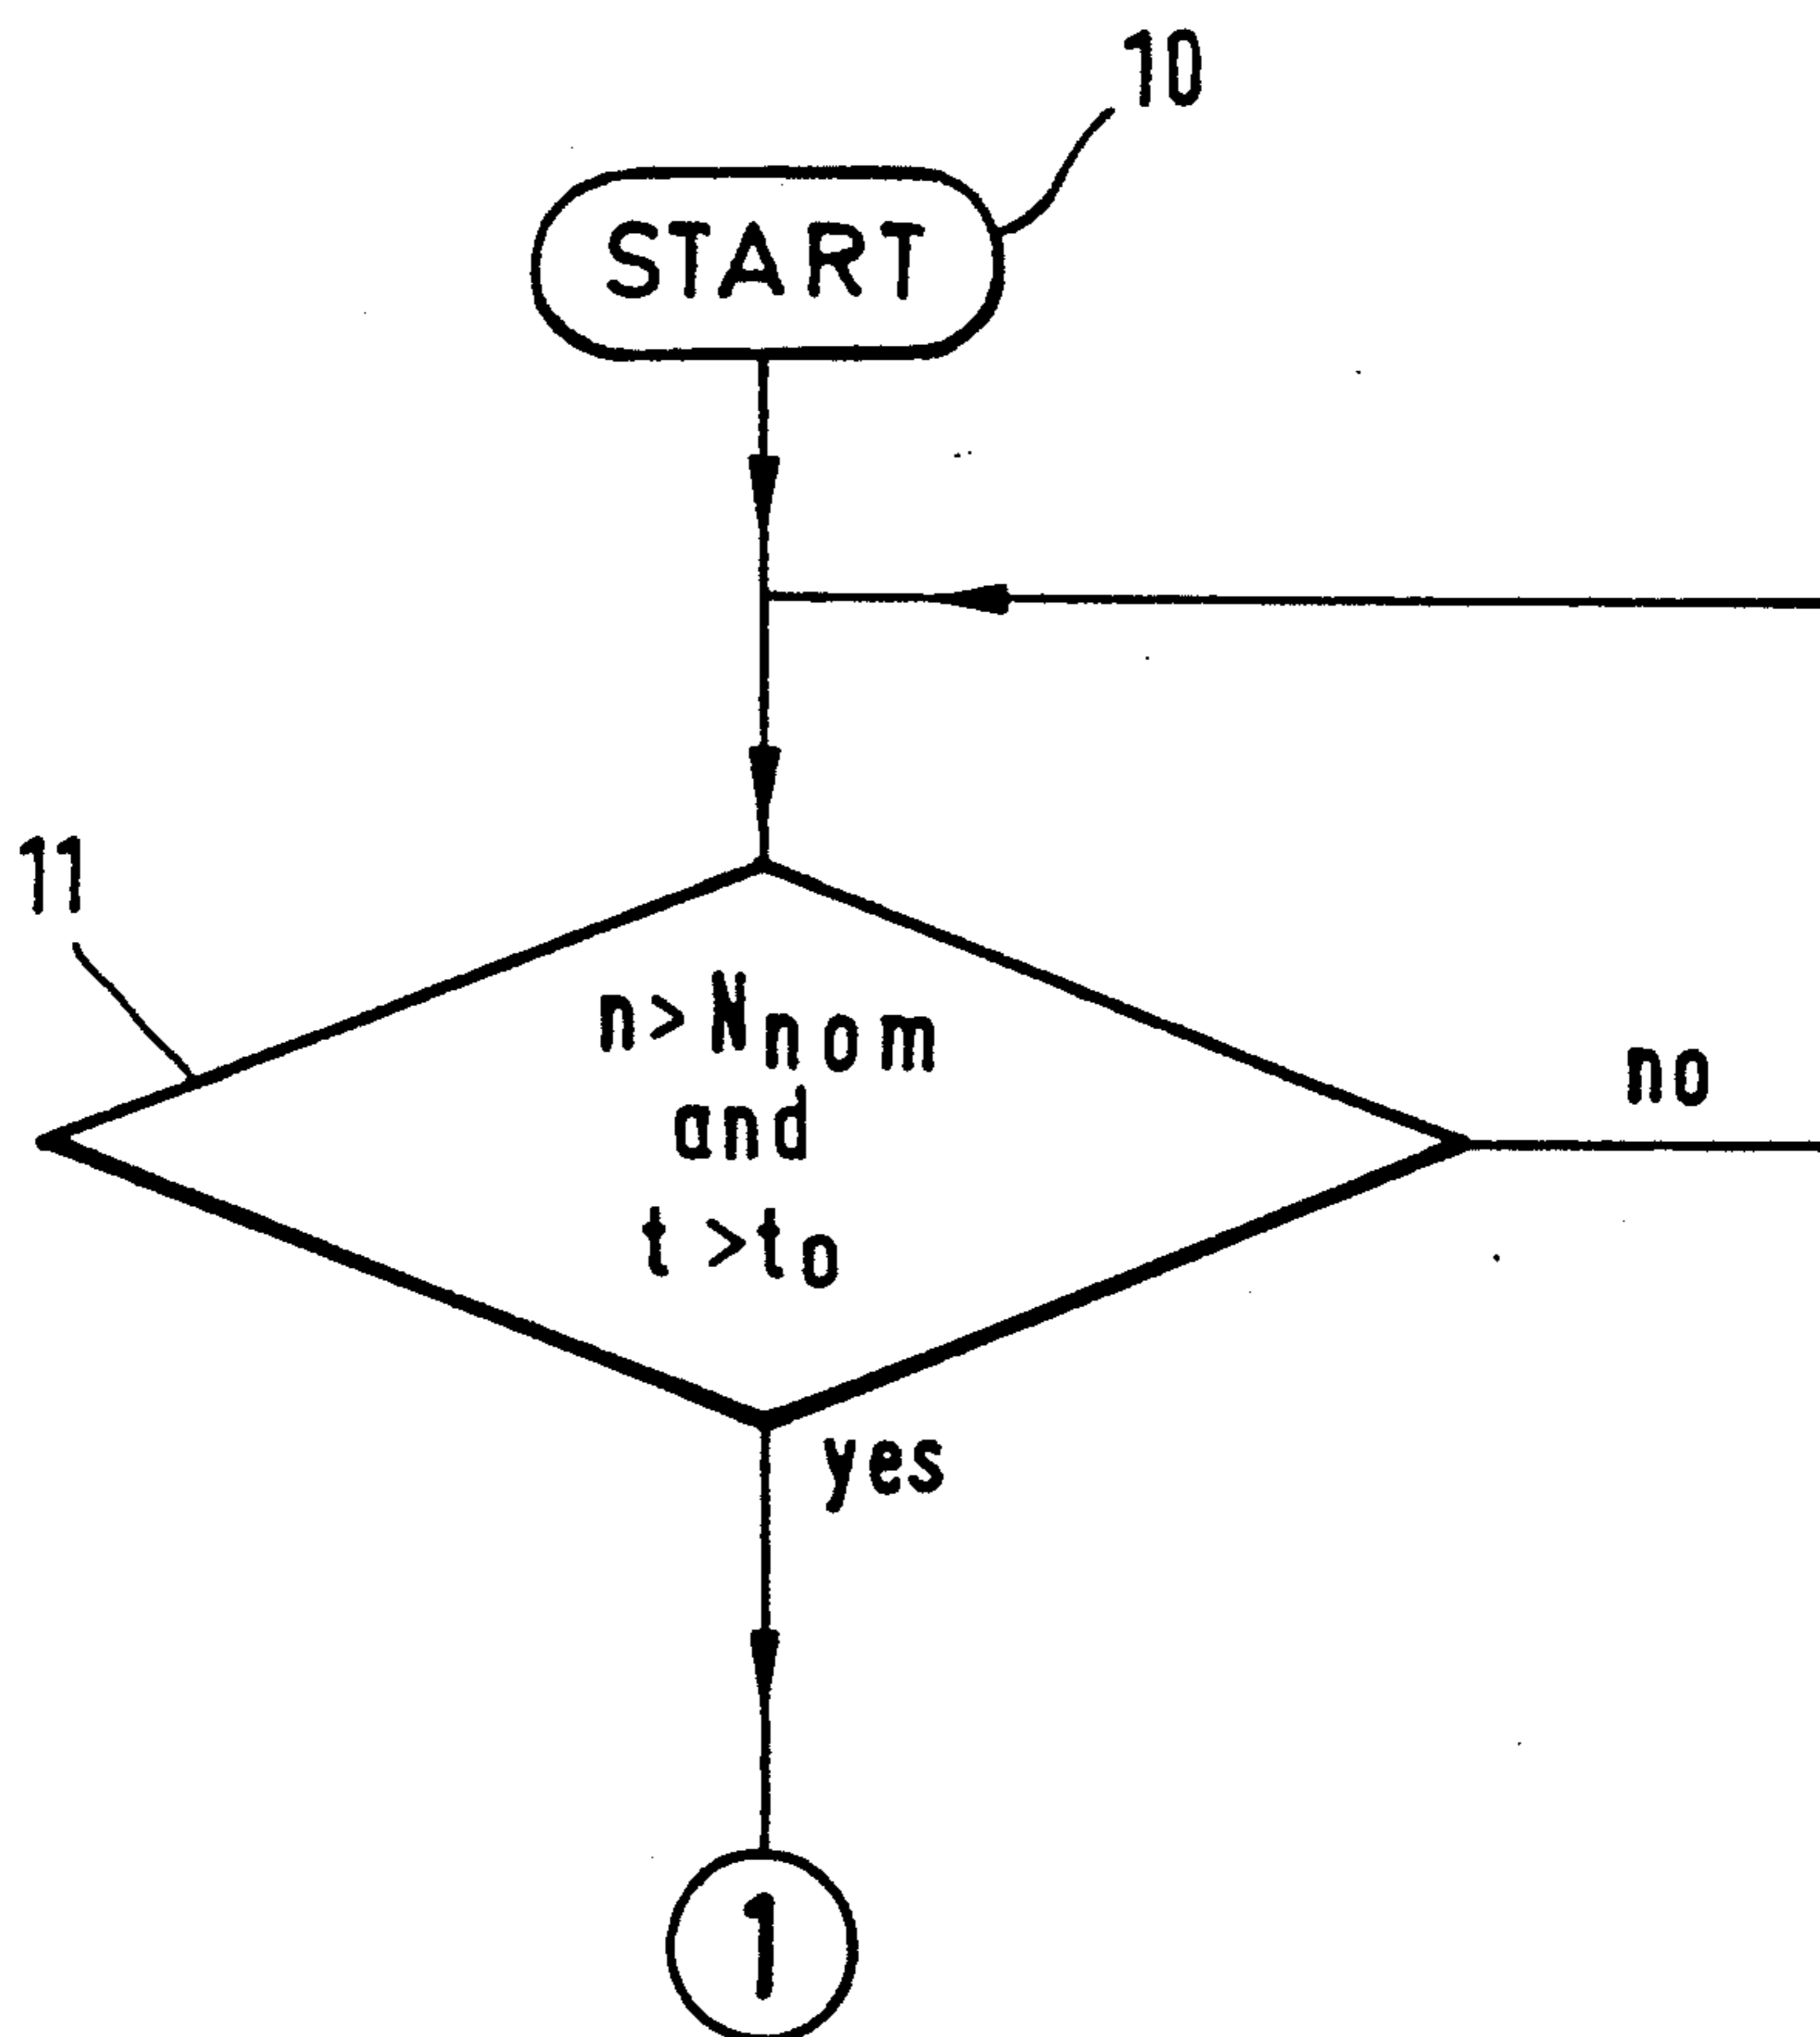 10
START
11
n>Nnom
and
t >to
no
yes
1